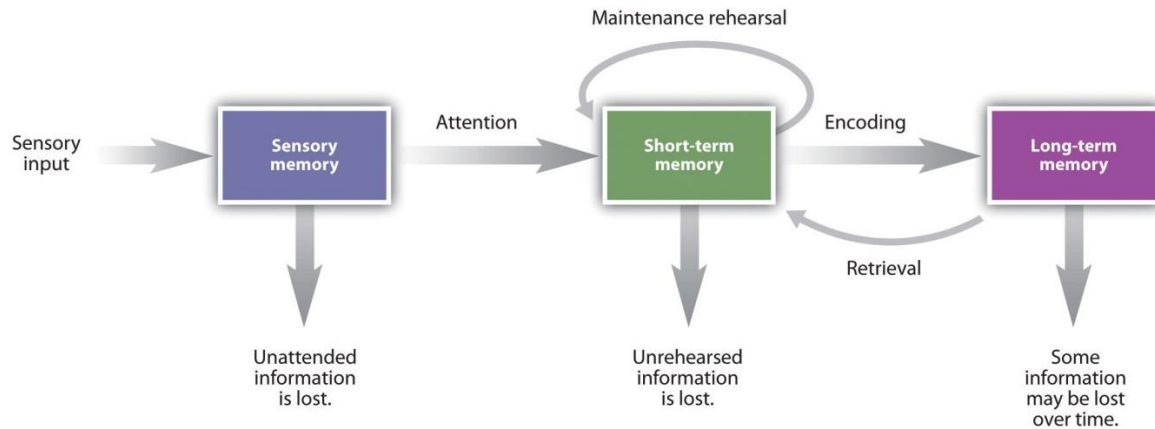 Maintenance rehearsal
Sensory
input
Sensory
memory
Attention
Short-term
memory
Encoding
Long-term
memory
Retrieval
Unattended
information
is lost.
Unrehearsed
information
is lost.
Some
information
may be lost
over time.